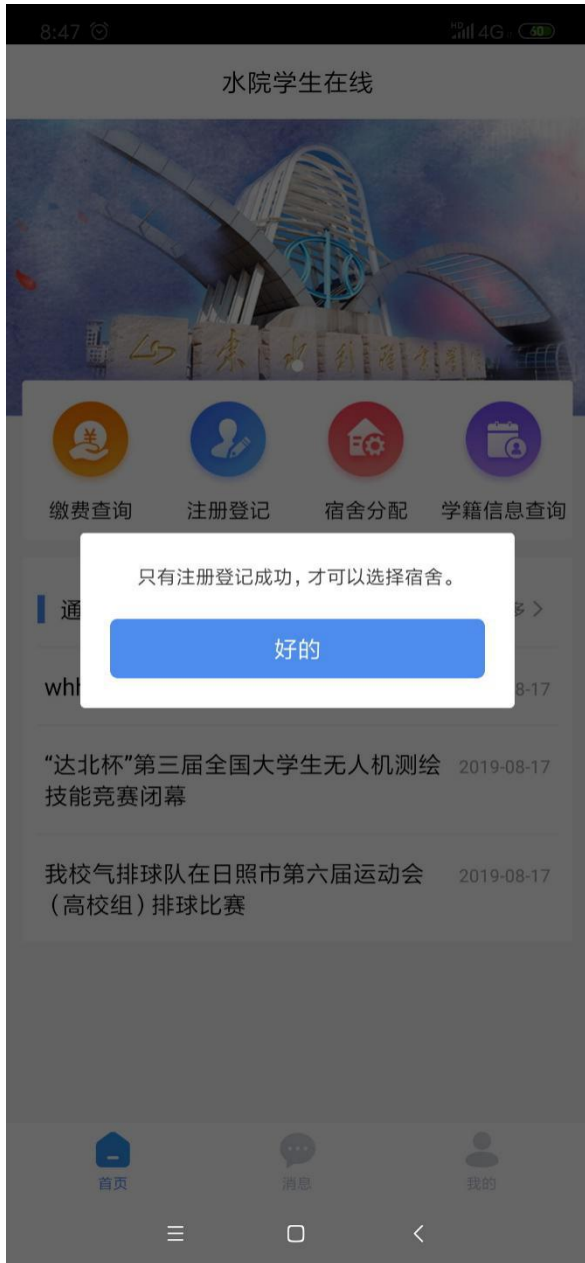 8:47
HD 4G 60
水院学生在线
缴费查询
注册登记
宿舍分配
学籍信息查询
只有注册登记成功，才可以选择宿舍。
好的
通
多
whh
8-17
“达北杯”第三届全国大学生无人机测绘
2019-08-17
技能竞赛闭幕
我校气排球队在日照市第六届运动会
2019-08-17
（高校组）排球比赛
首页
消息
我的